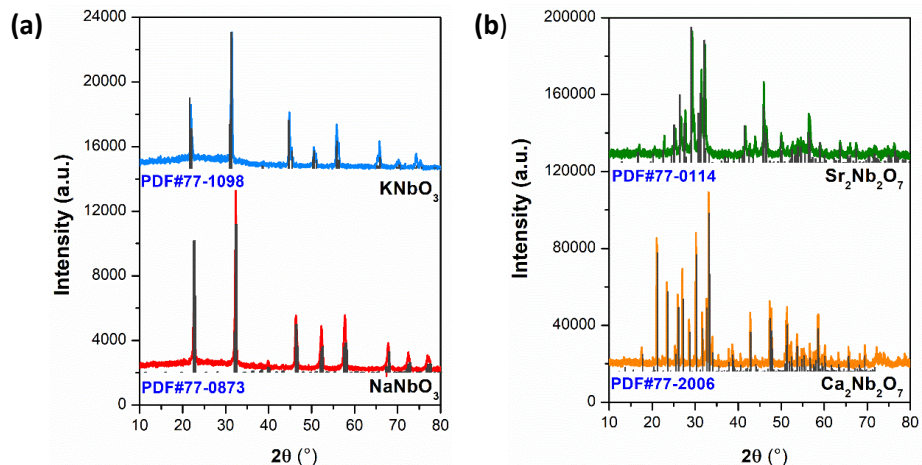 (a)
24000
20000
16000
12000
8000
4000
0
Intensity (a.u.)
PDF#77-1098
KNbO₃
PDF#77-0873
NaNbO₃
10 20 30 40 50 60 70 80
2θ (°)
(b)
200000
160000
120000
80000
40000
0
Intensity (a.u.)
PDF#77-0114
Sr₂Nb₂O₇
PDF#77-2006
Ca₂Nb₂O₇
10 20 30 40 50 60 70 80
2θ (°)